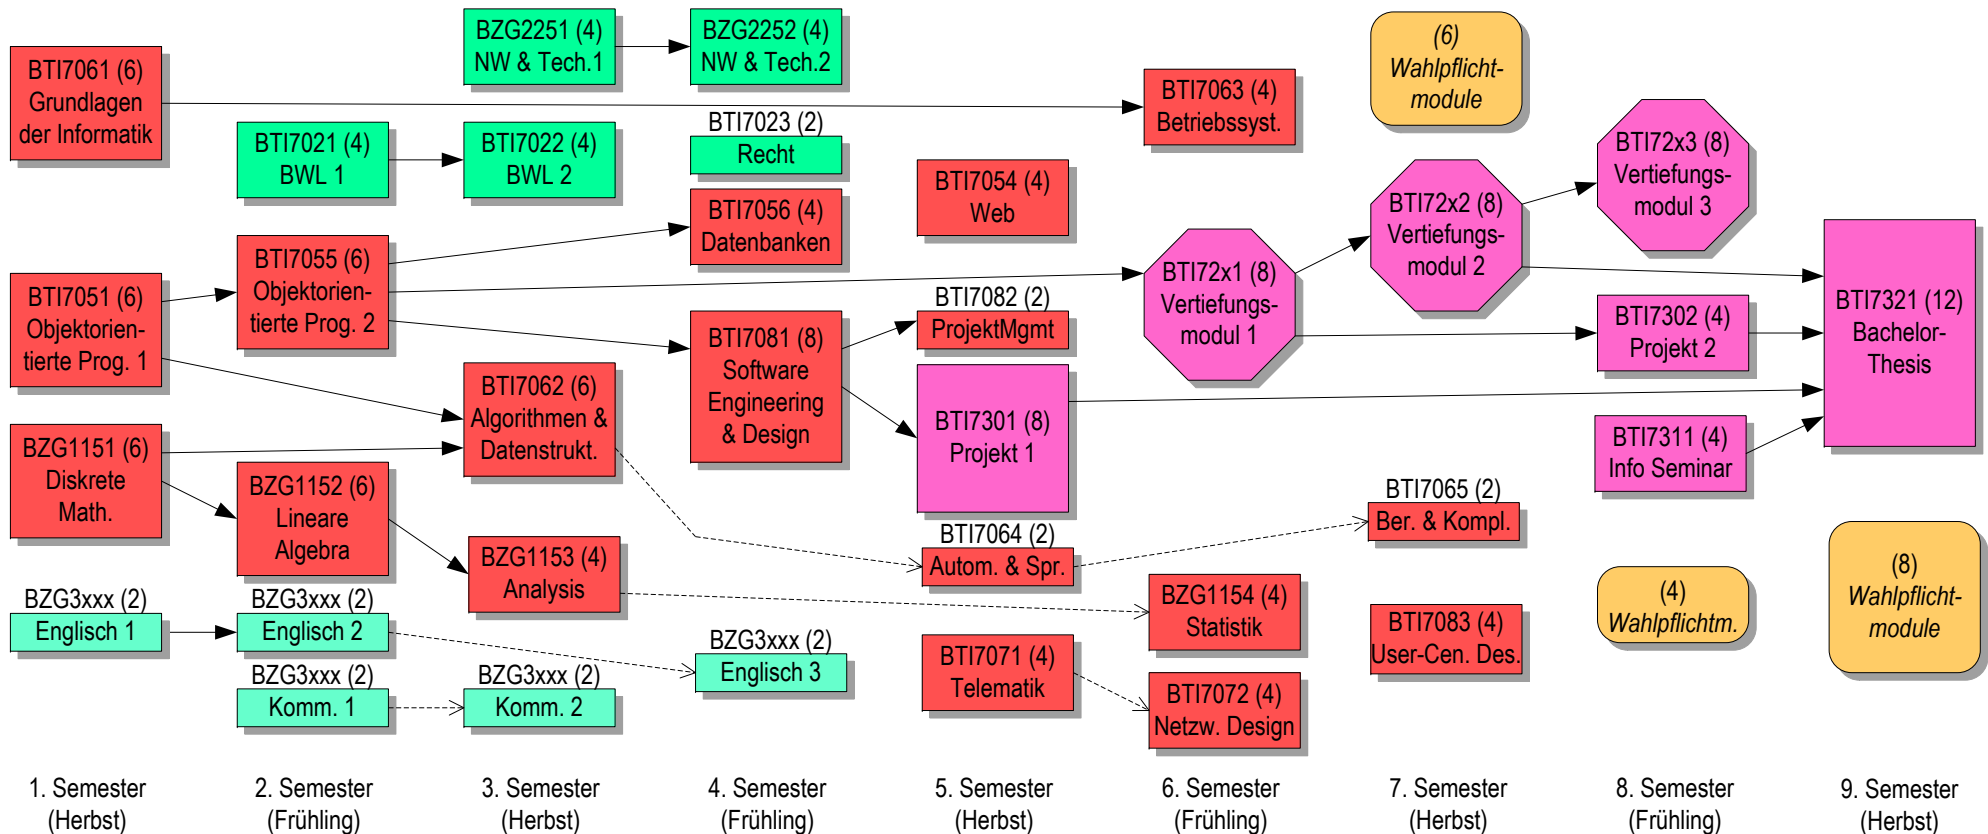 BTI7061 (6)
Grundlagen
der Informatik
BTI7051 (6)
Objektorien-
tierte Prog. 1
BZG1151 (6)
Diskrete
Math.
BZG3xxx (2)
Englisch 1
1. Semester
(Herbst)
BTI7021 (4)
BWL 1
BTI7055 (6)
Objektorien-
tierte Prog. 2
BZG1152 (6)
Lineare
Algebra
BZG3xxx (2)
Englisch 2
BZG3xxx (2)
Komm. 1
2. Semester
(Frühling)
BZG2251 (4)
NW & Tech.1
BTI7022 (4)
BWL 2
BTI7062 (6)
Algorithmen &
Datenstrukt.
BZG1153 (4)
Analysis
BZG3xxx (2)
Komm. 2
3. Semester
(Herbst)
BZG2252 (4)
NW & Tech.2
BTI7023 (2)
Recht
BTI7056 (4)
Datenbanken
BTI7081 (8)
Software
Engineering
& Design
BZG3xxx (2)
Englisch 3
4. Semester
(Frühling)
BTI7054 (4)
Web
BTI7082 (2)
ProjektMgmt
BTI7301 (8)
Projekt 1
BTI7064 (2)
Autom. & Spr.
BTI7071 (4)
Telematik
5. Semester
(Herbst)
BTI7063 (4)
Betriebssyst.
BTI72x1 (8)
Vertiefungs-
modul 1
BZG1154 (4)
Statistik
BTI7072 (4)
Netzw. Design
6. Semester
(Frühling)
(6)
Wahlpflicht-
module
BTI72x2 (8)
Vertiefungs-
modul 2
BTI7065 (2)
Ber. & Kompl.
BTI7083 (4)
User-Cen. Des.
7. Semester
(Herbst)
BTI72x3 (8)
Vertiefungs-
modul 3
BTI7302 (4)
Projekt 2
BTI7311 (4)
Info Seminar
(4)
Wahlpflichtm.
8. Semester
(Frühling)
BTI7321 (12)
Bachelor-
Thesis
(8)
Wahlpflicht-
module
9. Semester
(Herbst)